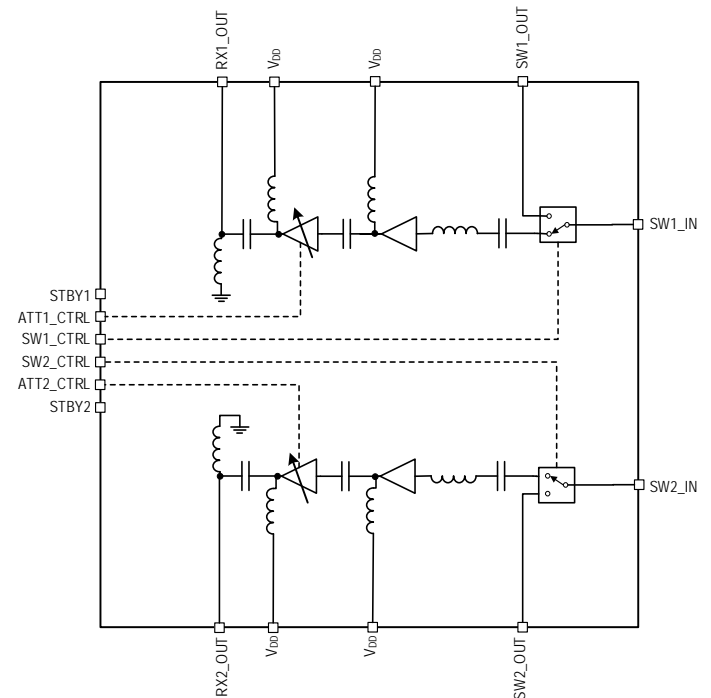 RX1_OUT
VDD
VDD
SW1_OUT
SW1_IN
STBY1
ATT1_CTRL
SW1_CTRL
SW2_CTRL
ATT2_CTRL
STBY2
SW2_IN
RX2_OUT
VDD
VDD
SW2_OUT